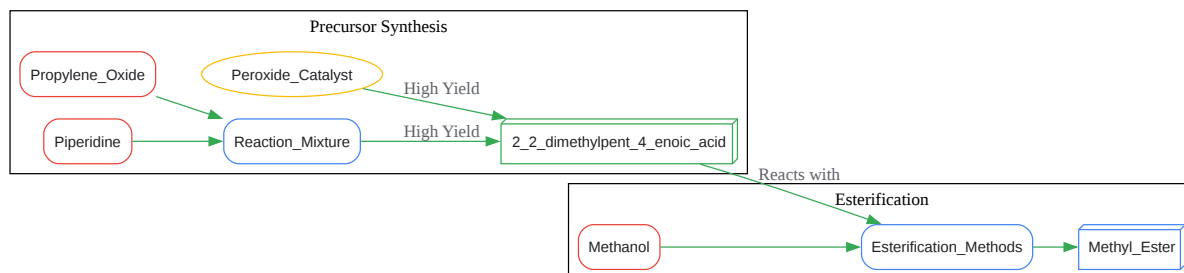 Precursor Synthesis
Propylene_Oxide
Peroxide_Catalyst
High Yield
Piperidine
Reaction_Mixture
High Yield
2_2_dimethylpent_4_enoic_acid
Reacts with
Esterification
Methanol
Esterification_Methods
Methyl_Ester